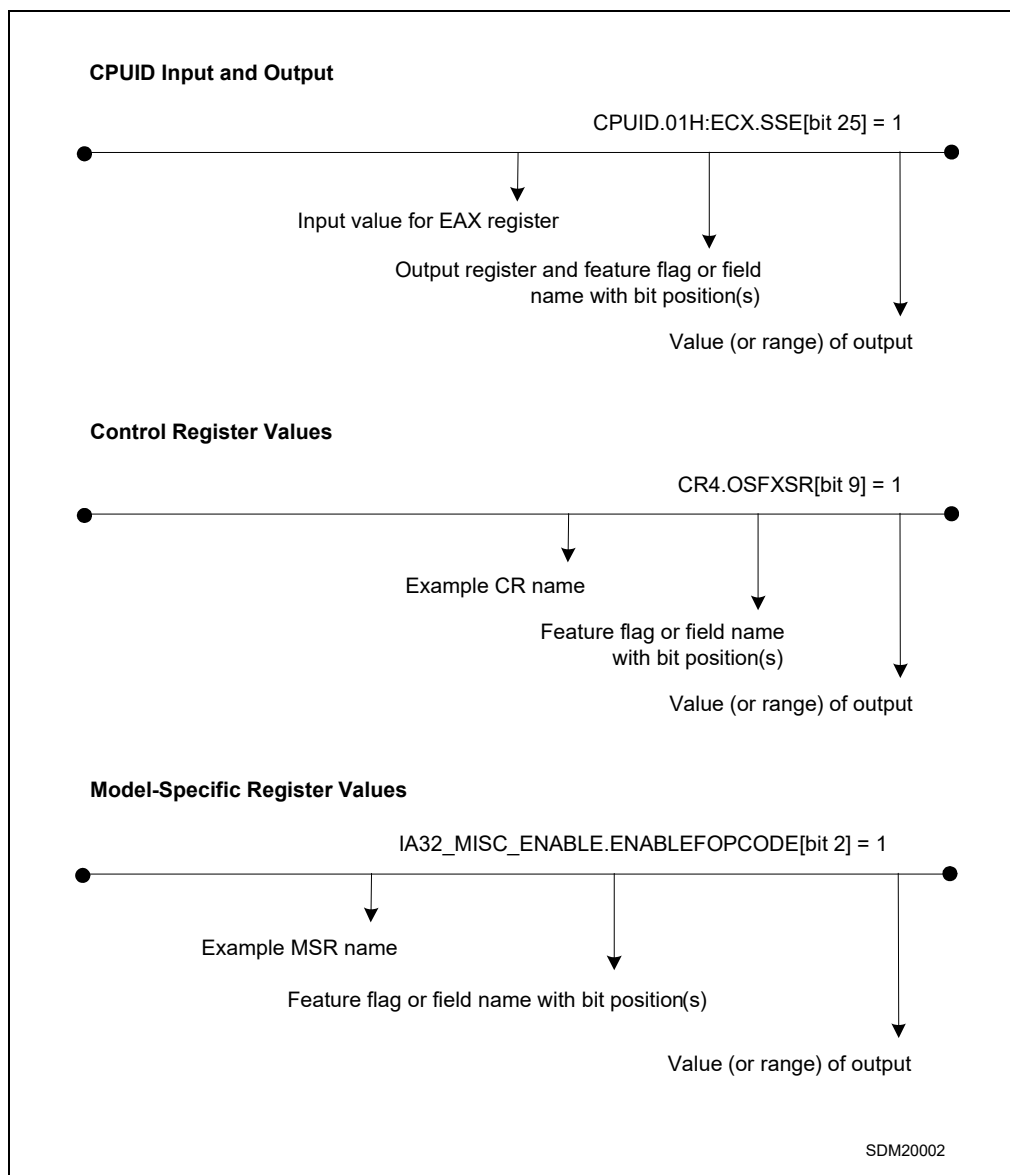 CPUID Input and Output
CPUID.01H:ECX.SSE[bit 25] = 1
Input value for EAX register
Output register and feature flag or field
name with bit position(s)
Value (or range) of output
Control Register Values
CR4.OSFXSR[bit 9] = 1
Example CR name
Feature flag or field name
with bit position(s)
Value (or range) of output
Model-Specific Register Values
IA32_MISC_ENABLE.ENABLEFOPCODE[bit 2] = 1
Example MSR name
Feature flag or field name with bit position(s)
Value (or range) of output
SDM20002